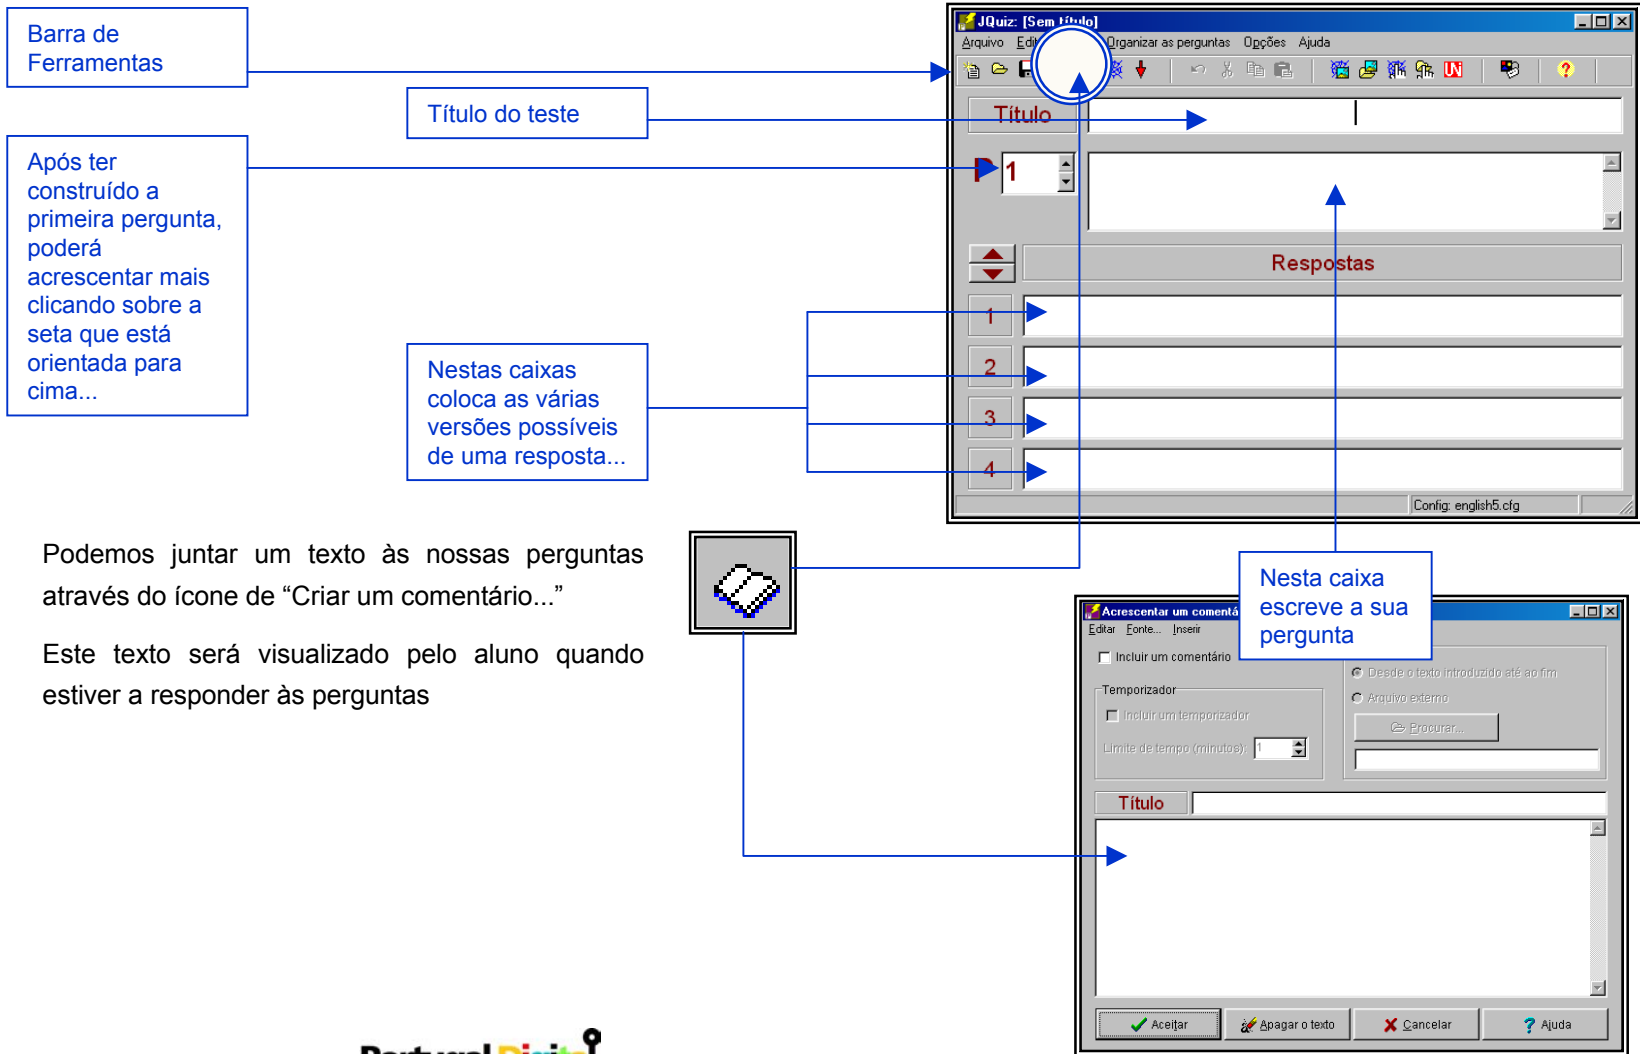 Barra de
Ferramentas
Título do teste
Após ter
construído a
primeira pergunta,
poderá
acrescentar mais
clicando sobre a
seta que está
orientada para
cima...
Nestas caixas
coloca as várias
versões possíveis
de uma resposta...
JQuiz: [Sem título]
Arquivo Edit Organizar as perguntas Opções Ajuda
Título
P 1
Respostas
1
2
3
4
Config: english5.cfg
Podemos juntar um texto às nossas perguntas
através do ícone de “Criar um comentário...”
Este texto será visualizado pelo aluno quando
estiver a responder às perguntas
Nesta caixa
escreve a sua
pergunta
Acrescentar um comentá
Editar Fonte... Inserir
Incluir um comentário
Temporizador
Incluir um temporizador
Limite de tempo (minutos): 1
Desde o texto introduzido até ao fim
Arquivo externo
Procurar...
Título
Aceitar Apagar o texto Cancelar Ajuda
Portugal Digital